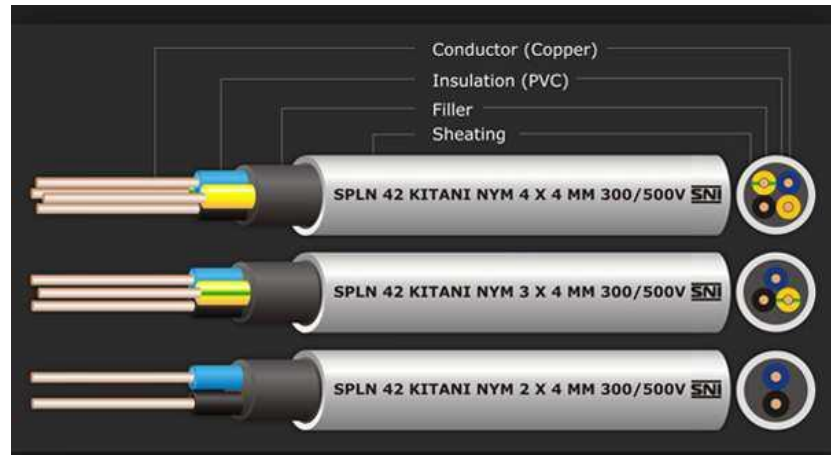 Conductor (Copper)
Insulation (PVC)
Filler
Sheating
SPLN 42 KITANI NYM 4 X 4 MM 300/500V SNI
SPLN 42 KITANI NYM 3 X 4 MM 300/500V SNI
SPLN 42 KITANI NYM 2 X 4 MM 300/500V SNI